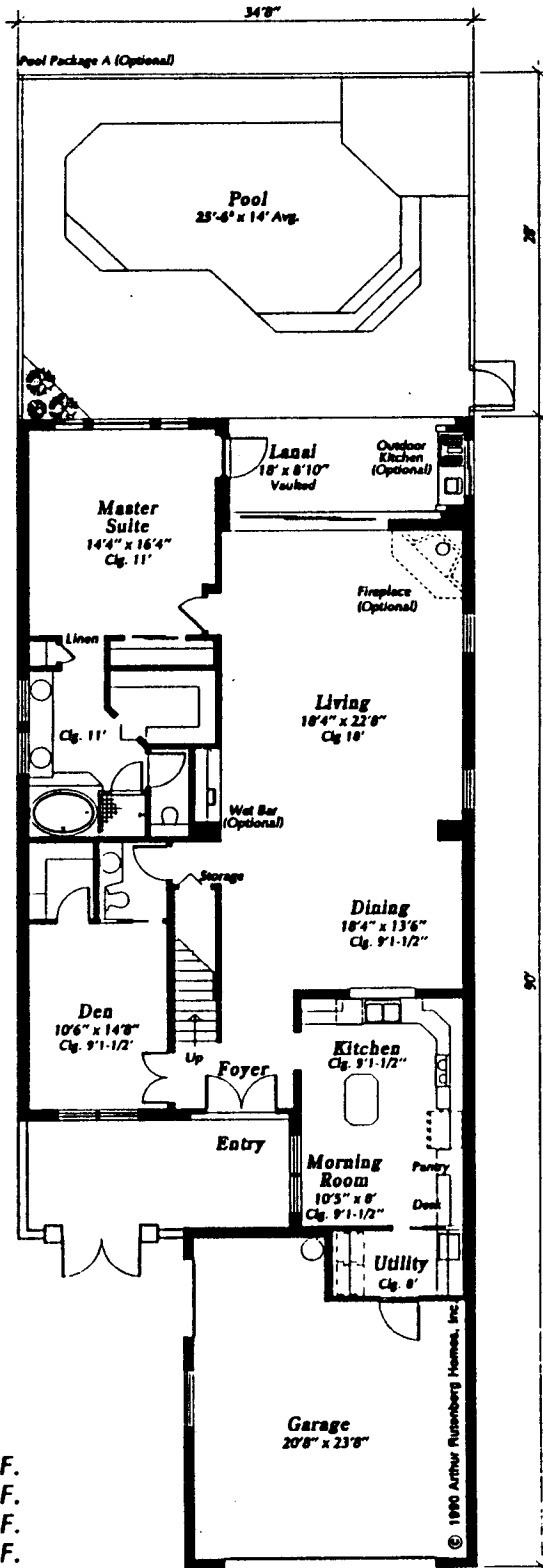 34'8"
Pool Package A (Optional)
Pool
25'-6" x 14' Avg.
28'
Lanai
18' x 8'10"
Vaulted
Outdoor
Kitchen
(Optional)
Master
Suite
14'4" x 16'4"
Clg. 11'
Fireplace
(Optional)
Linen
Living
18'4" x 22'8"
Clg 18'
Clg. 11'
Wet Bar
(Optional)
Storage
Dining
18'4" x 13'6"
Clg. 9'1-1/2"
90'
Den
10'6" x 14'8"
Clg. 9'1-1/2'
Up
Foyer
Kitchen
Clg. 9'1-1/2"
Entry
Morning
Room
10'5" x 8'
Clg. 9'1-1/2"
Pantry
Desk
Utility
Clg. 8'
Garage
20'8" x 23'8"
© 1990 Arthur Rutenberg Homes, Inc.
F.
F.
F.
F.